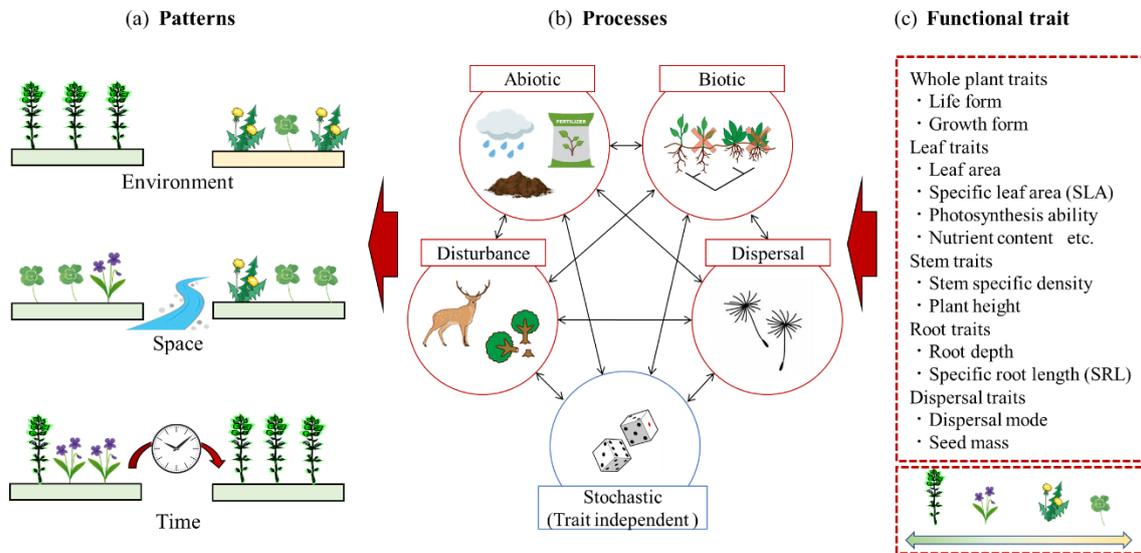 (a) Patterns
Environment
Space
Time
(b) Processes
Abiotic
Biotic
FERTILIZER
Disturbance
Dispersal
Stochastic
(Trait independent)
(c) Functional trait
Whole plant traits
・Life form
・Growth form
Leaf traits
・Leaf area
・Specific leaf area (SLA)
・Photosynthesis ability
・Nutrient content etc.
Stem traits
・Stem specific density
・Plant height
Root traits
・Root depth
・Specific root length (SRL)
Dispersal traits
・Dispersal mode
・Seed mass